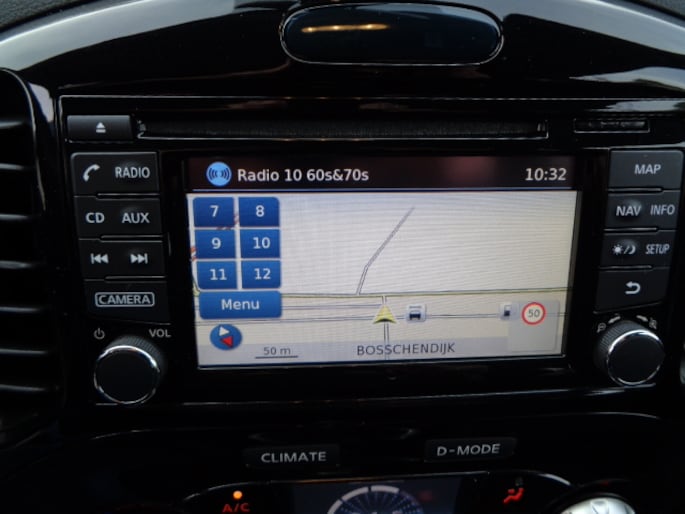 Radio 10 60s&70s 10:32
RADIO
CD AUX
CAMERA
VOL
7 8
9 10
11 12
Menu
50 m
BOSSCHENDIJK
50
MAP
NAV INFO
SETUP
CLIMATE
D-MODE
A/C